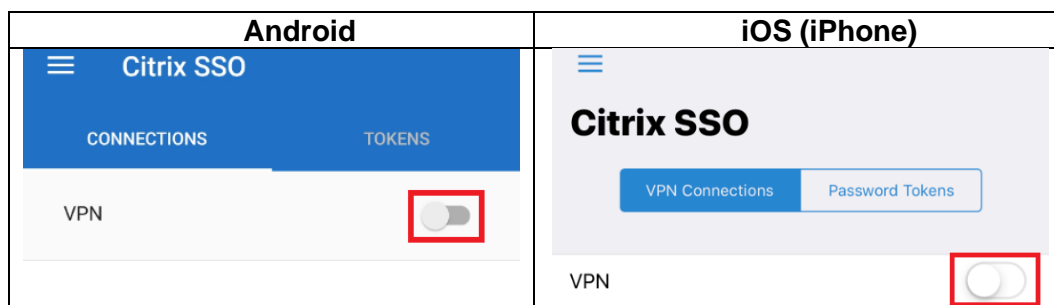 Android
Citrix SSO
CONNECTIONS TOKENS
VPN
iOS (iPhone)
Citrix SSO
VPN Connections Password Tokens
VPN